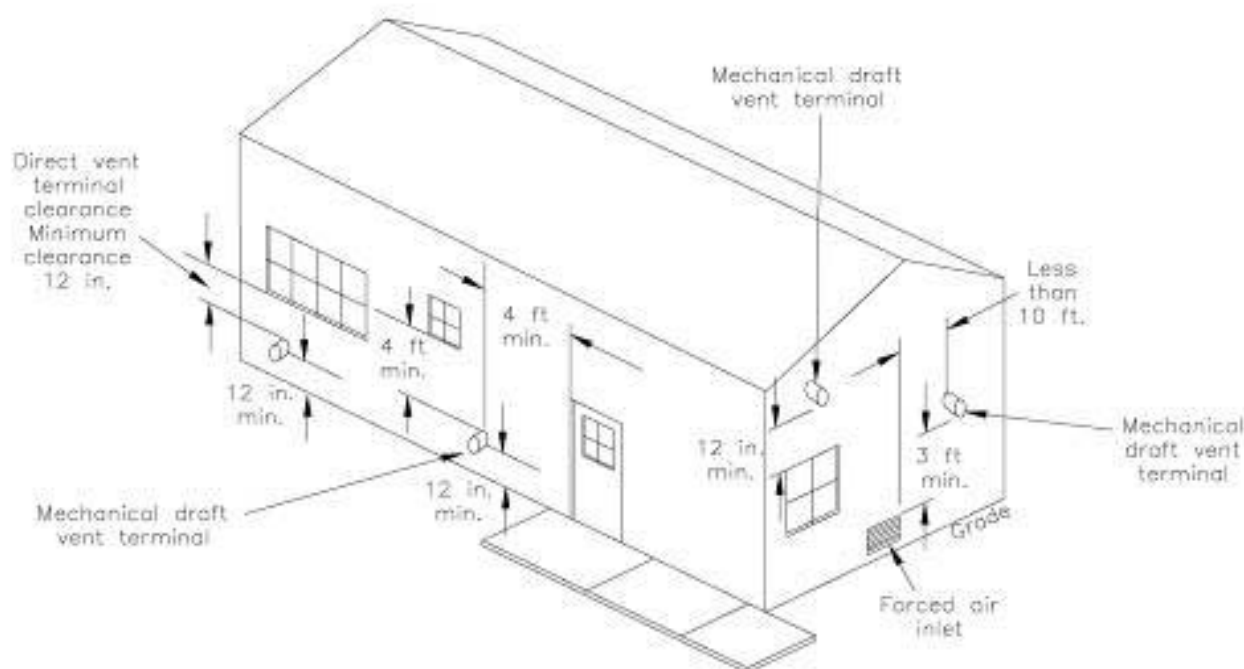 Mechanical draft
vent terminal
Direct vent
terminal
clearance
Minimum
clearance
12 in.
Less
than
10 ft.
4 ft
min.
4 ft
min.
12 in.
min.
12 in.
min.
3 ft
min.
Mechanical
draft vent
terminal
12 in.
min.
Mechanical draft
vent terminal
Grade
Forced air
inlet